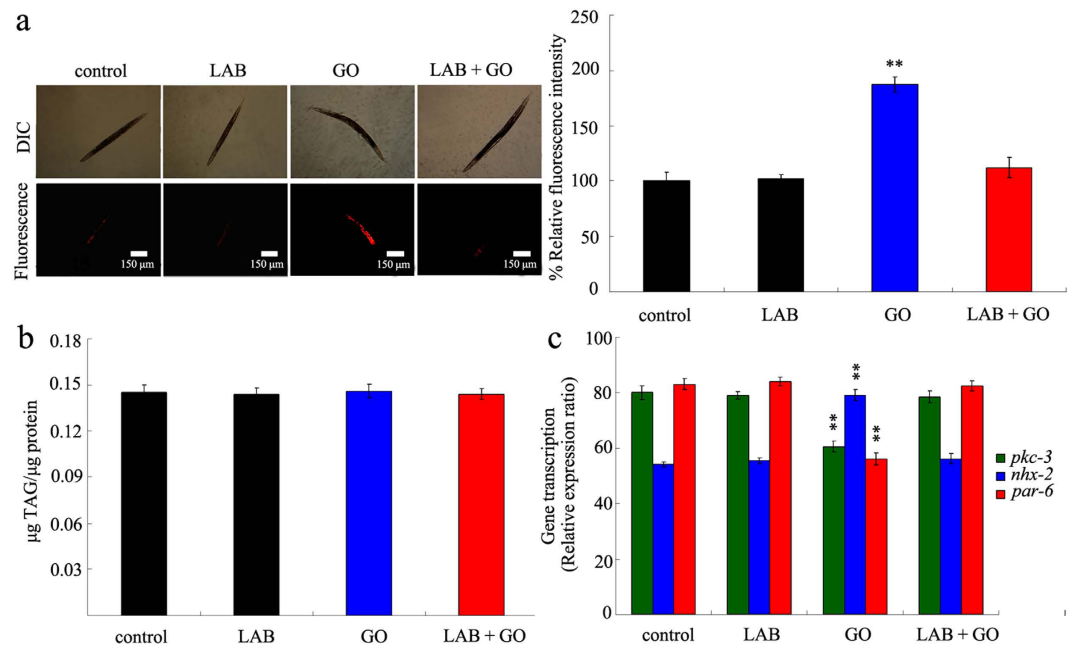 a
control LAB GO LAB + GO
DIC
Fluorescence
150 μm 150 μm 150 μm 150 μm
% Relative fluorescence intensity
250
200
150
100
50
0
**
control LAB GO LAB + GO
b
μg TAG/μg protein
0.18
0.15
0.12
0.09
0.06
0.03
control LAB GO LAB + GO
c
Gene transcription
(Relative expression ratio)
100
80
60
40
20
0
** ** **
pkc-3
nhx-2
par-6
control LAB GO LAB + GO